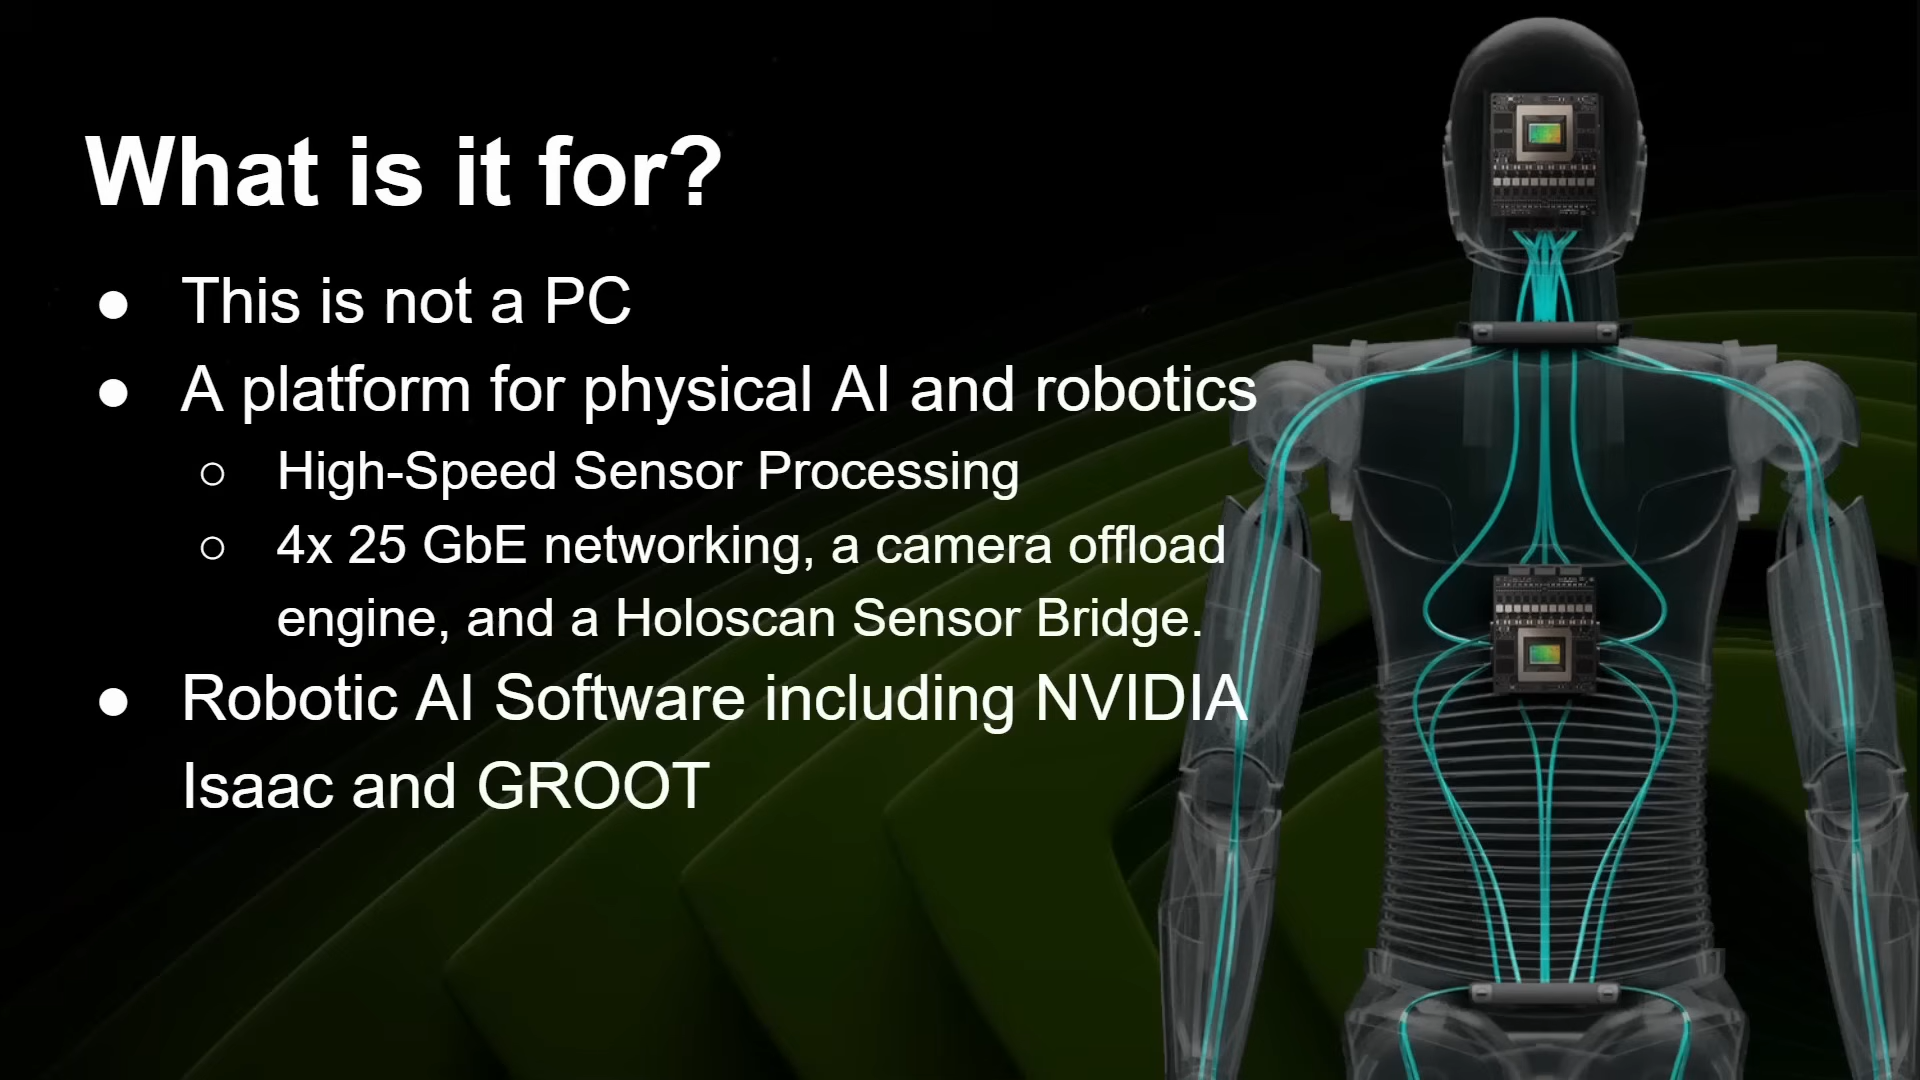 What is it for?
● This is not a PC
● A platform for physical AI and robotics
○ High-Speed Sensor Processing
○ 4x 25 GbE networking, a camera offload
engine, and a Holoscan Sensor Bridge.
● Robotic AI Software including NVIDIA
Isaac and GROOT